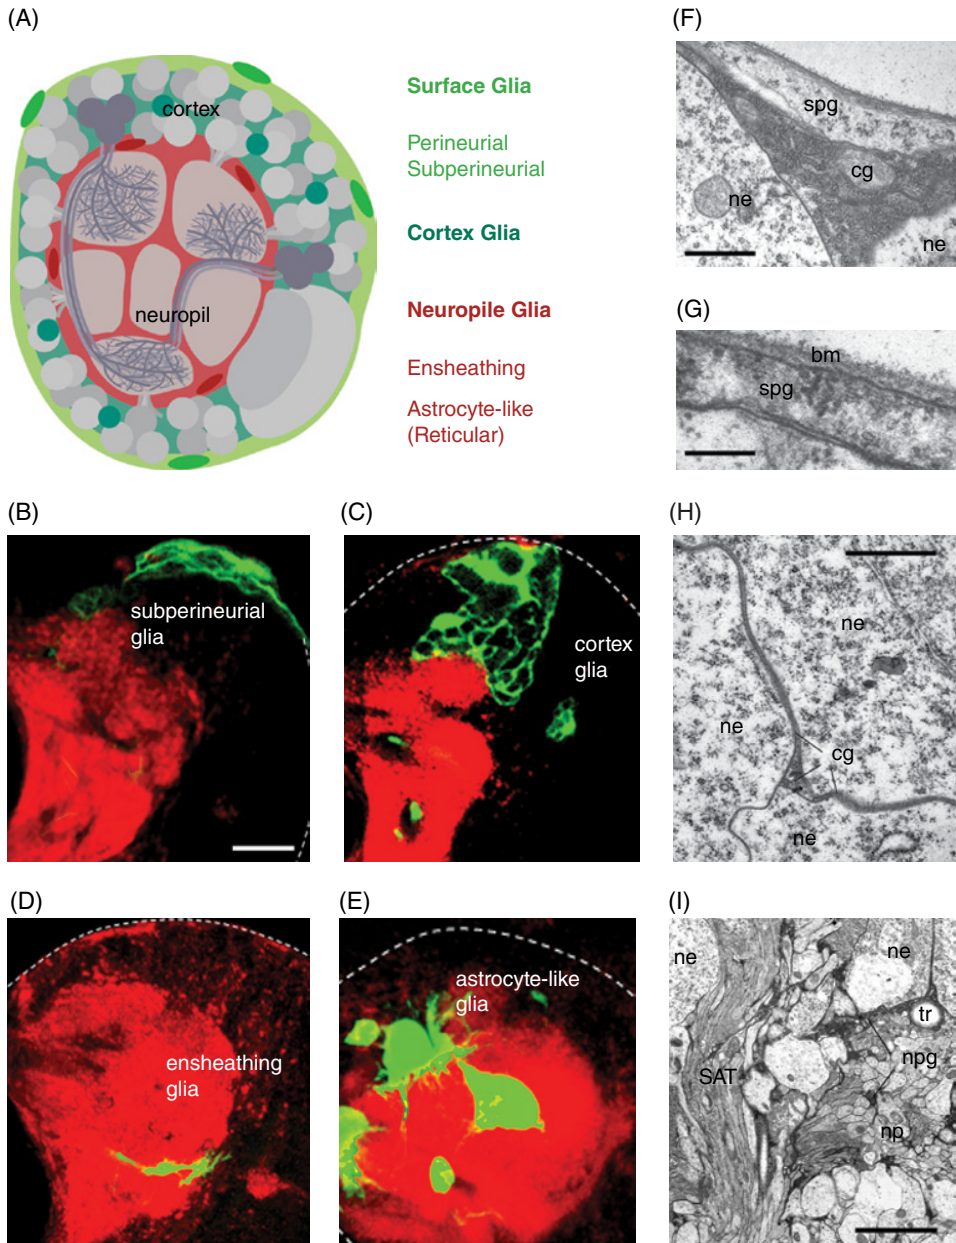 (A)
cortex
neuropil
Surface Glia
Perineurial
Subperineurial
Cortex Glia
Neuropile Glia
Ensheathing
Astrocyte-like
(Reticular)
(F)
spg
cg
ne
ne
(G)
bm
spg
(B)
subperineurial
glia
(C)
cortex
glia
(H)
ne
ne
cg
ne
(D)
ensheathing
glia
(E)
astrocyte-like
glia
(I)
ne
ne
tr
npg
SAT
np